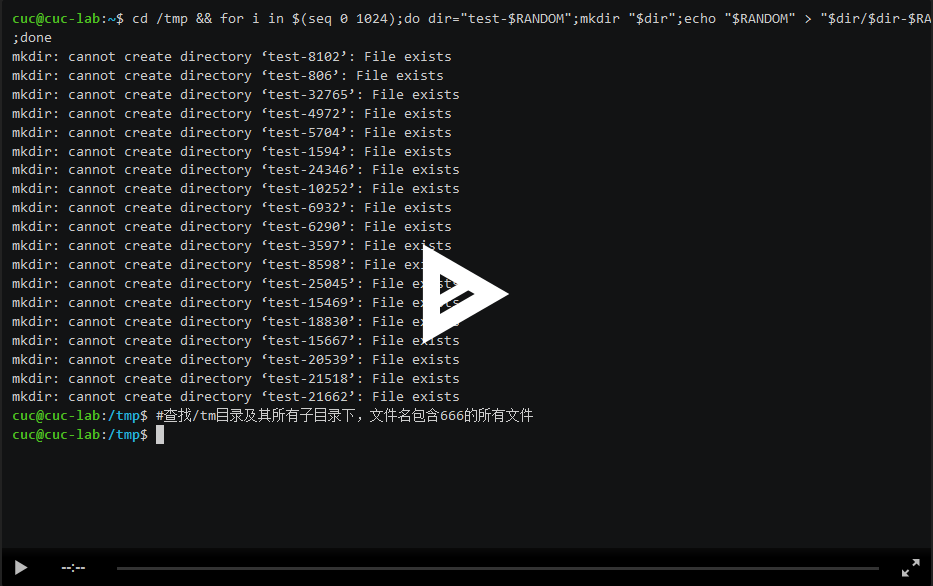 cuc@cuc-lab:~$ cd /tmp && for i in $(seq 0 1024);do dir="test-$RANDOM";mkdir "$dir";echo "$RANDOM" > "$dir/$dir-$RA
;done
mkdir: cannot create directory ‘test-8102’: File exists
mkdir: cannot create directory ‘test-806’: File exists
mkdir: cannot create directory ‘test-32765’: File exists
mkdir: cannot create directory ‘test-4972’: File exists
mkdir: cannot create directory ‘test-5704’: File exists
mkdir: cannot create directory ‘test-1594’: File exists
mkdir: cannot create directory ‘test-24346’: File exists
mkdir: cannot create directory ‘test-10252’: File exists
mkdir: cannot create directory ‘test-6932’: File exists
mkdir: cannot create directory ‘test-6290’: File exists
mkdir: cannot create directory ‘test-3597’: File exists
mkdir: cannot create directory ‘test-8598’: File
mkdir: cannot create directory ‘test-25045’: File
mkdir: cannot create directory ‘test-15469’: File
mkdir: cannot create directory ‘test-18830’: File
mkdir: cannot create directory ‘test-15667’: File exists
mkdir: cannot create directory ‘test-20539’: File exists
mkdir: cannot create directory ‘test-21518’: File exists
mkdir: cannot create directory ‘test-21662’: File exists
cuc@cuc-lab:/tmp$ #查找/tm目录及其所有子目录下，文件名包含666的所有文件
cuc@cuc-lab:/tmp$
--:--